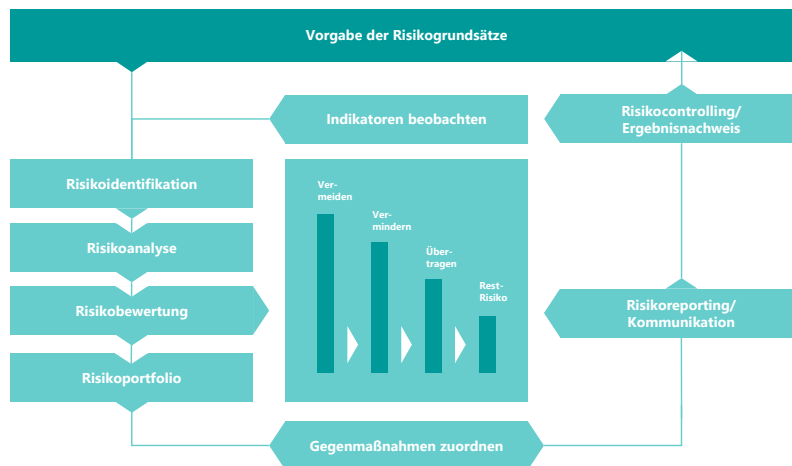 Vorgabe der Risikogrundsätze
Indikatoren beobachten
Risikocontrolling/
Ergebnisnachweis
Risikoidentifikation
Risikoanalyse
Risikobewertung
Risikoportfolio
Ver-
meiden
Ver-
mindern
Über-
tragen
Rest-
Risiko
Risikoreporting/
Kommunikation
Gegenmaßnahmen zuordnen